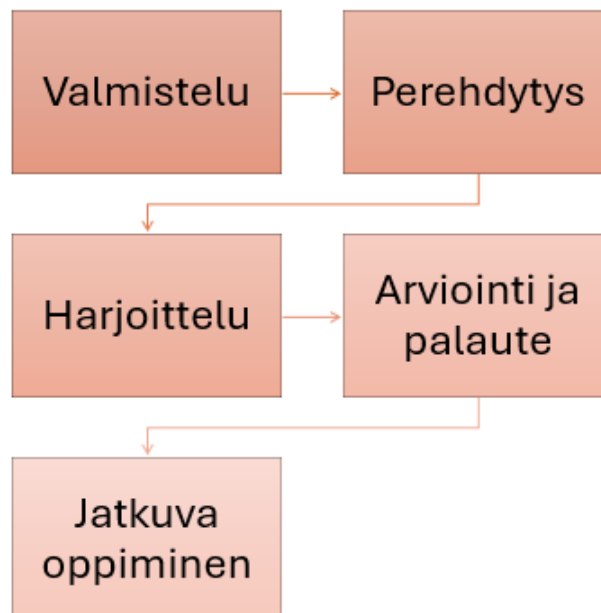 Valmistelu
Perehdytys
Harjoittelu
Arviointi ja
palaute
Jatkuva
oppiminen